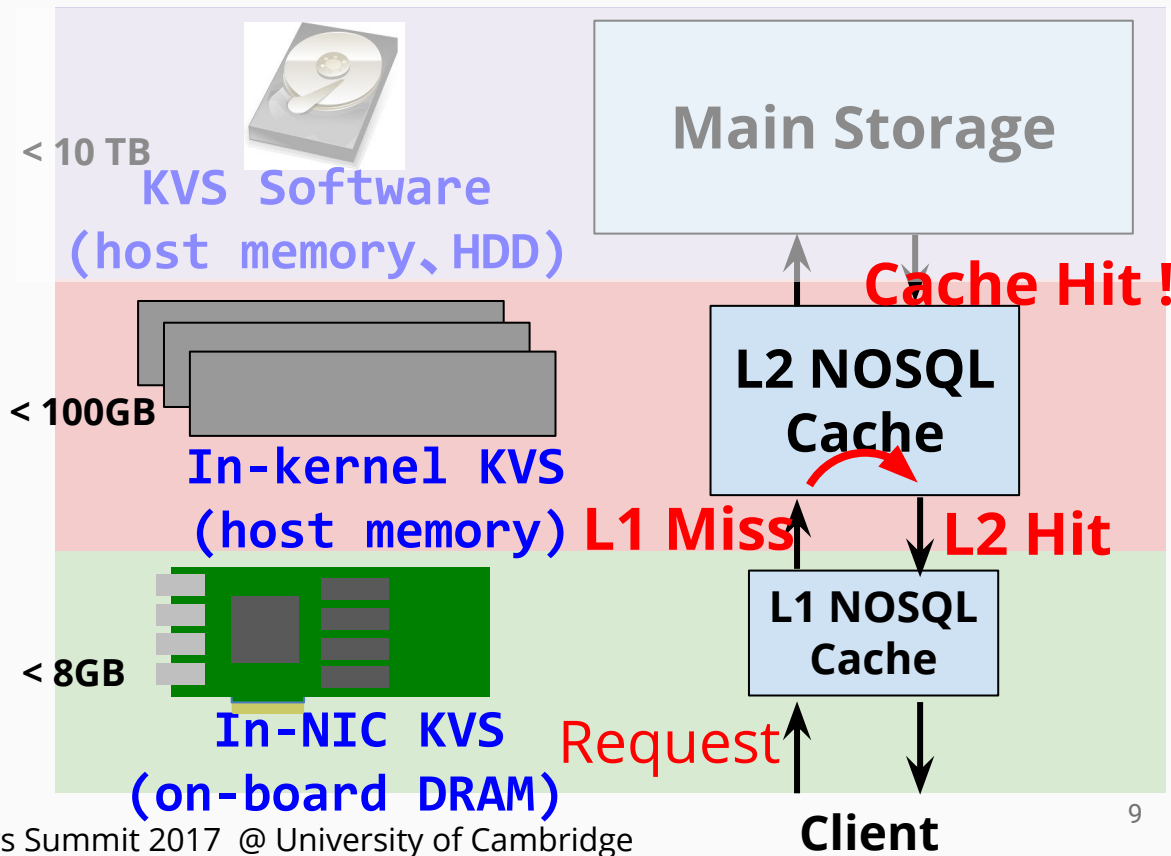 Main Storage
< 10 TB
KVS Software
(host memory、HDD)
Cache Hit !
L2 NOSQL
Cache
< 100GB
In-kernel KVS
(host memory)
L1 Miss
L2 Hit
L1 NOSQL
Cache
< 8GB
In-NIC KVS
(on-board DRAM)
Request
Client
s Summit 2017 @ University of Cambridge
9